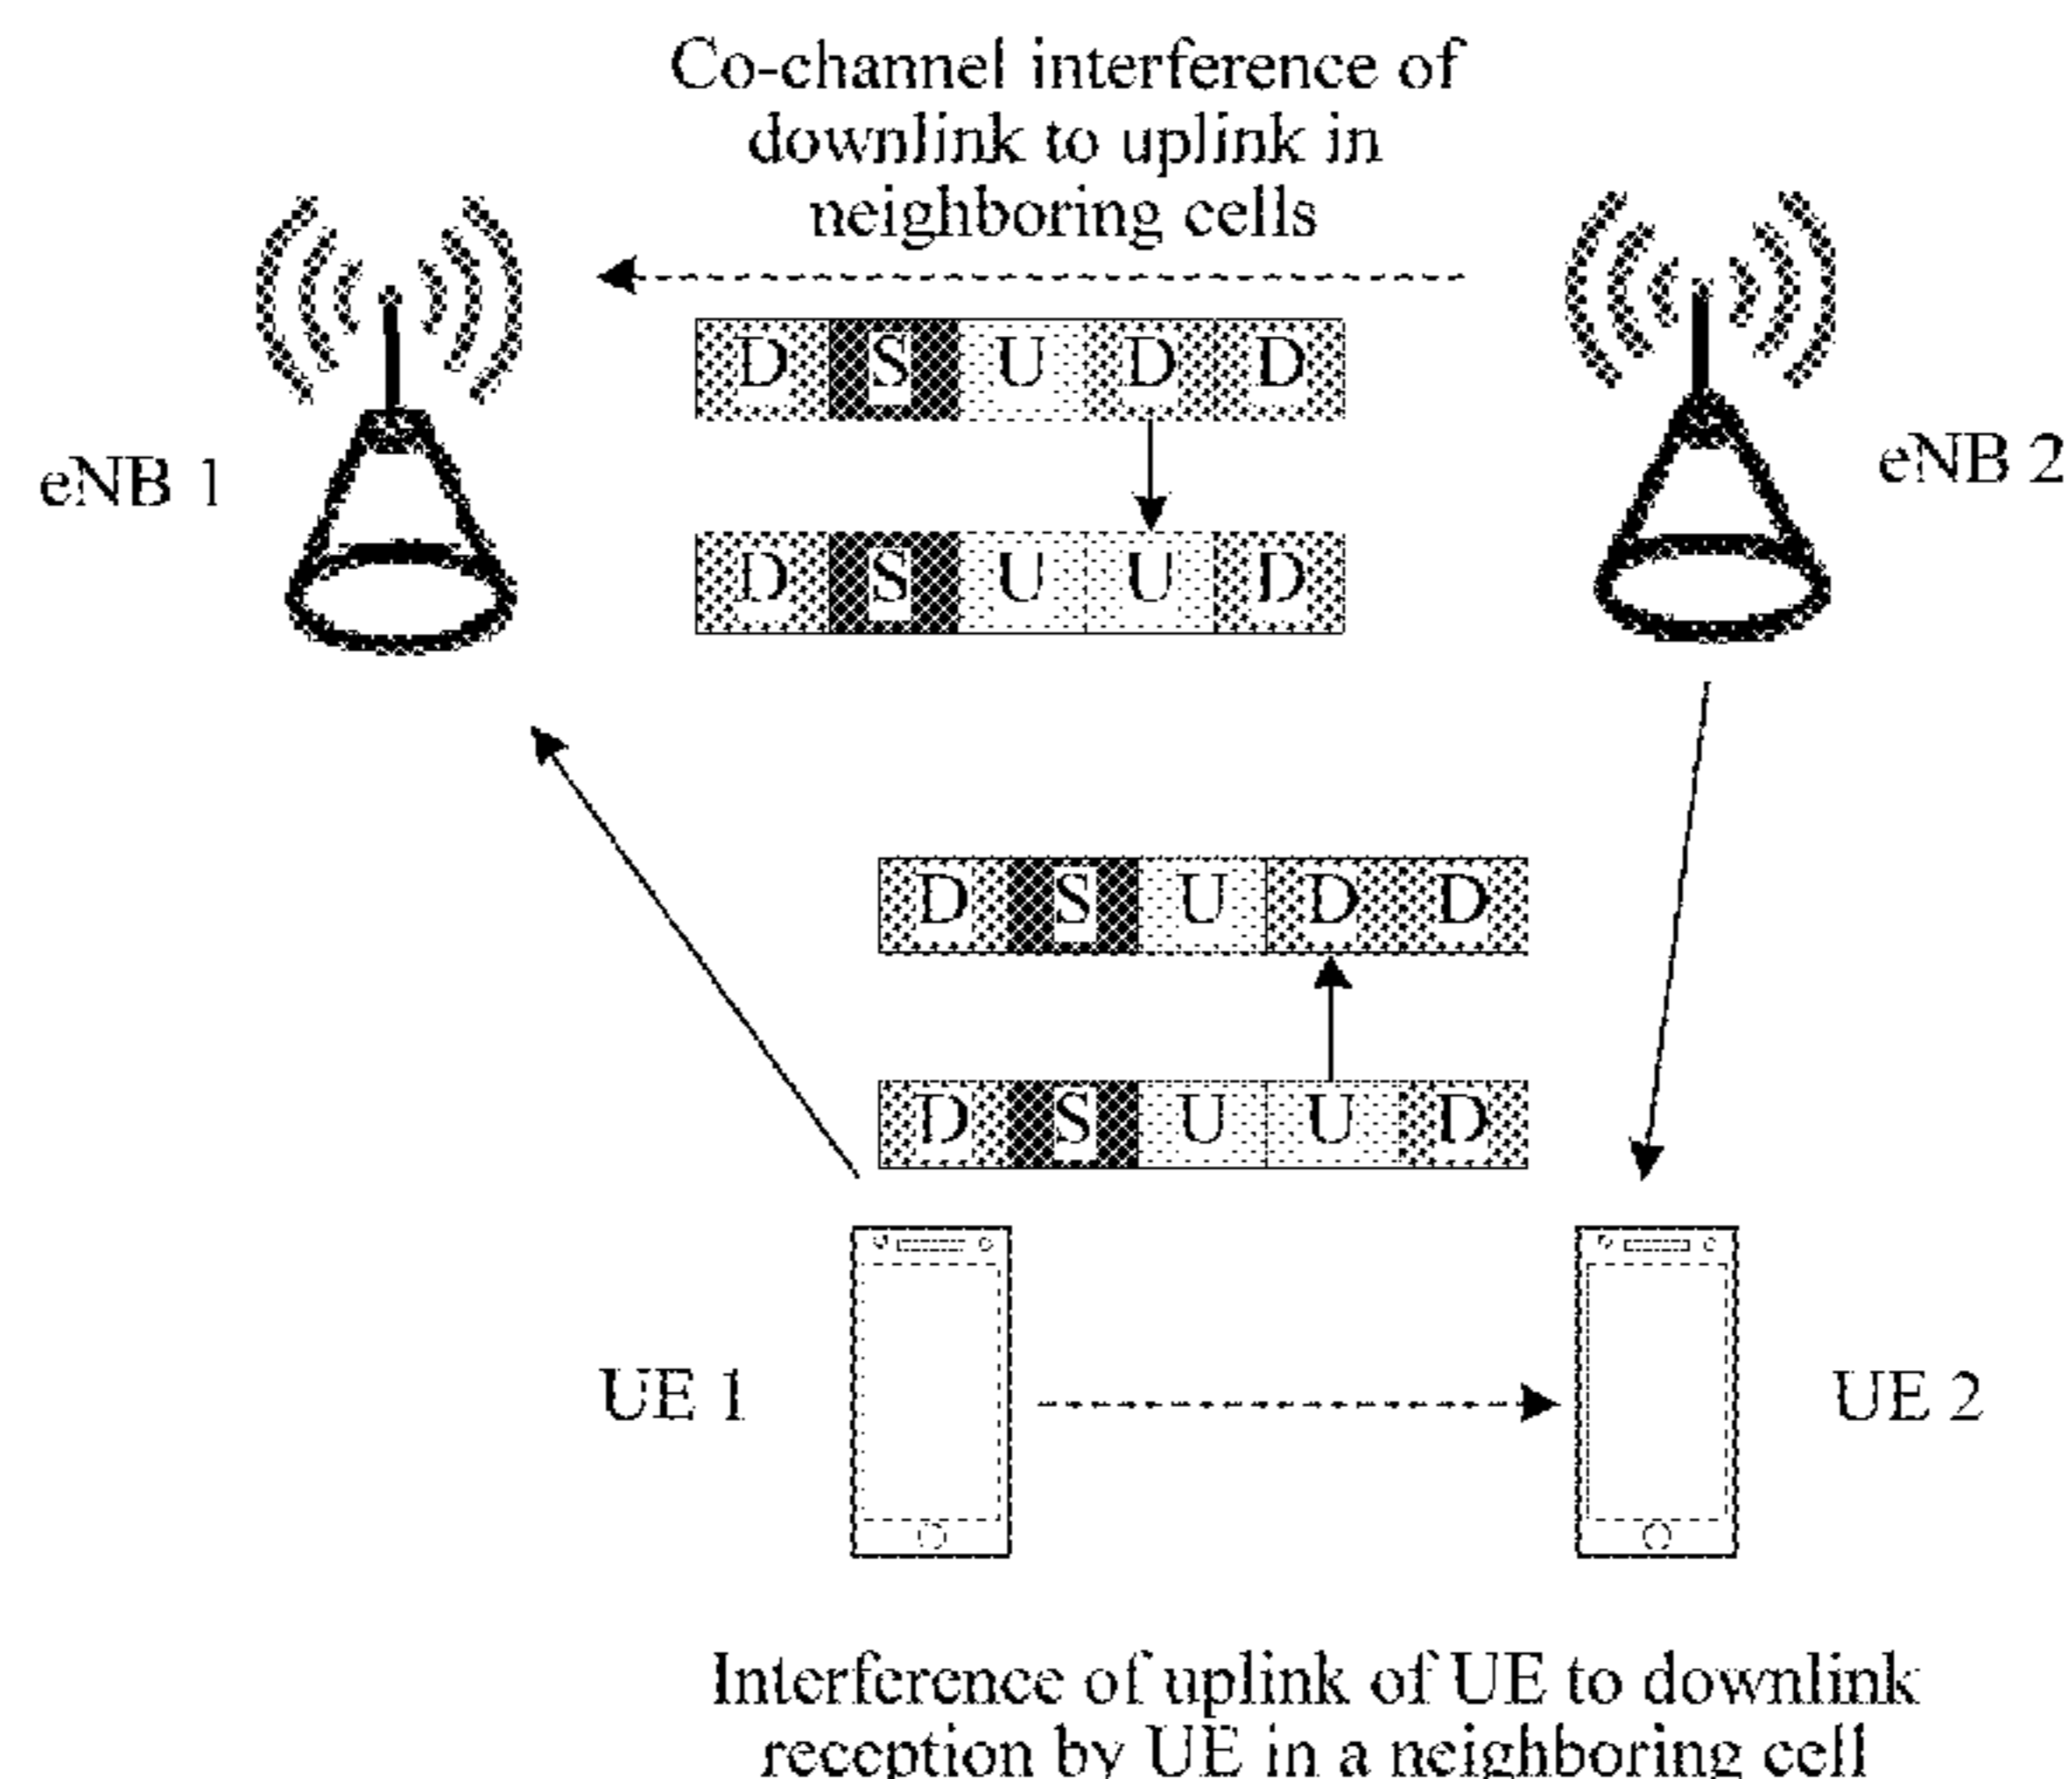 Co-channel interference of
downlink to uplink in
neighboring cells
D S U D D
eNB 1
eNB 2
D S U U D
D S U D D
D S U U D
UE 1
UE 2
Interference of uplink of UE to downlink
reception by UE in a neighboring cell